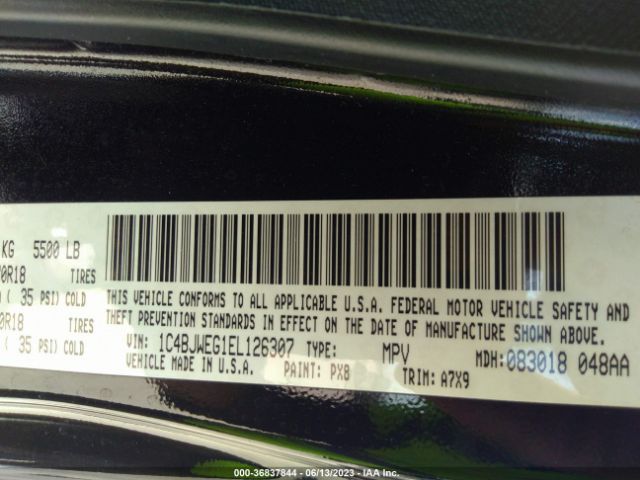 KG 5500 LB
0R18 TIRES
( 35 PSI) COLD
0R18 TIRES
( 35 PSI) COLD
THIS VEHICLE CONFORMS TO ALL APPLICABLE U.S.A. FEDERAL MOTOR VEHICLE SAFETY AND
THEFT PREVENTION STANDARDS IN EFFECT ON THE DATE OF MANUFACTURE SHOWN ABOVE.
VIN: 1C4BJWEG1EL126307 TYPE: MPV MDH: 083018 048AA
VEHICLE MADE IN U.S.A. PAINT: PX8 TRIM: A7X9
000-36837844 - 06/13/2023 - IAA Inc.